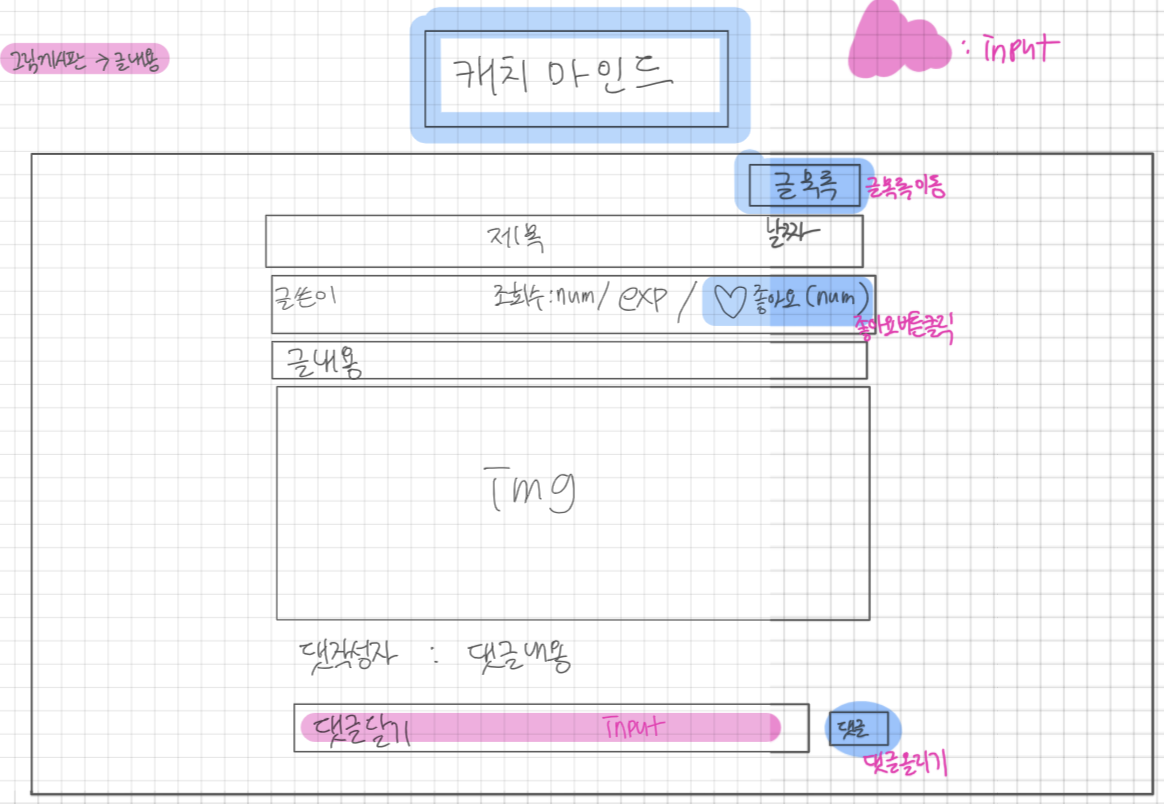 그림게시판 → 글내용
캐치 마인드
: input
글목록
글목록이동
제목 날짜
글쓴이 조회수:num/ exp / ♡좋아요(num)
좋아요버튼클릭
글내용
Img
댓작성자 : 댓글내용
댓글달기 input
댓글
댓글올리기